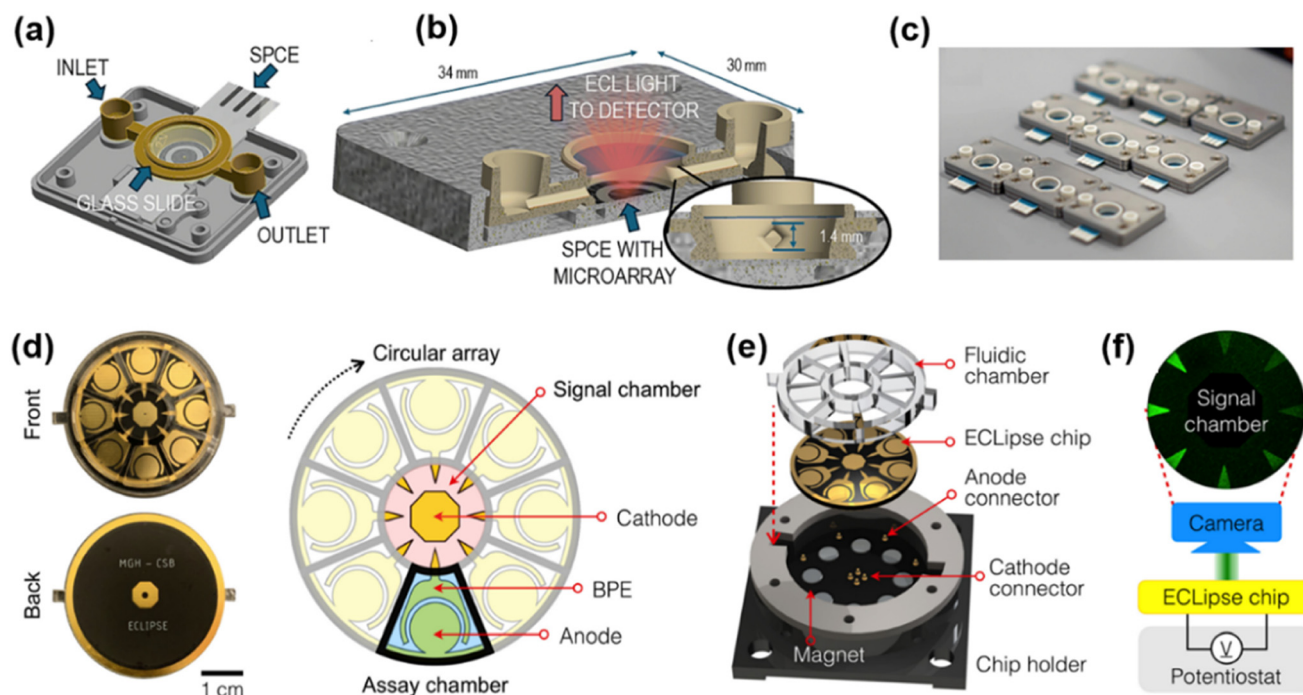 (a)
INLET
SPCE
GLASS SLIDE
OUTLET
(b)
34 mm
30 mm
ECL LIGHT
TO DETECTOR
SPCE WITH
MICROARRAY
1.4 mm
(c)
(d)
Front
Back
MGH - CSB
ECLIPSE
1 cm
Circular array
Signal chamber
Cathode
BPE
Anode
Assay chamber
(e)
Fluidic
chamber
ECLipse chip
Anode
connector
Cathode
connector
Magnet
Chip holder
(f)
Signal
chamber
Camera
ECLipse chip
V
Potentiostat